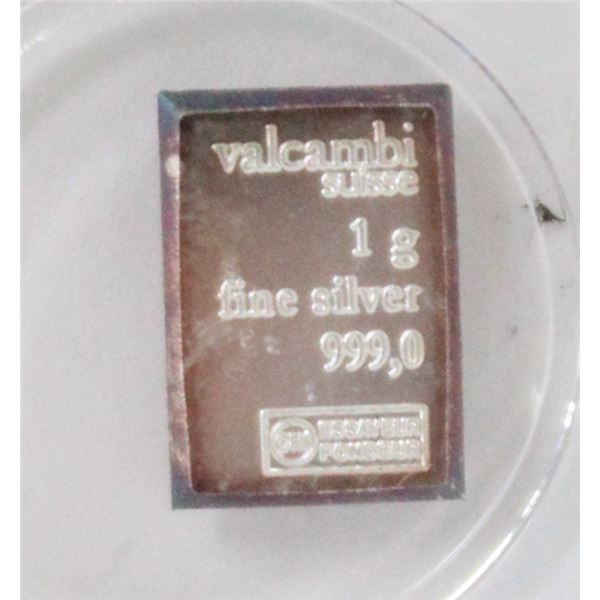 valcambi
suisse
1 g
fine silver
999,0
ESSAYEUR
FONDEUR